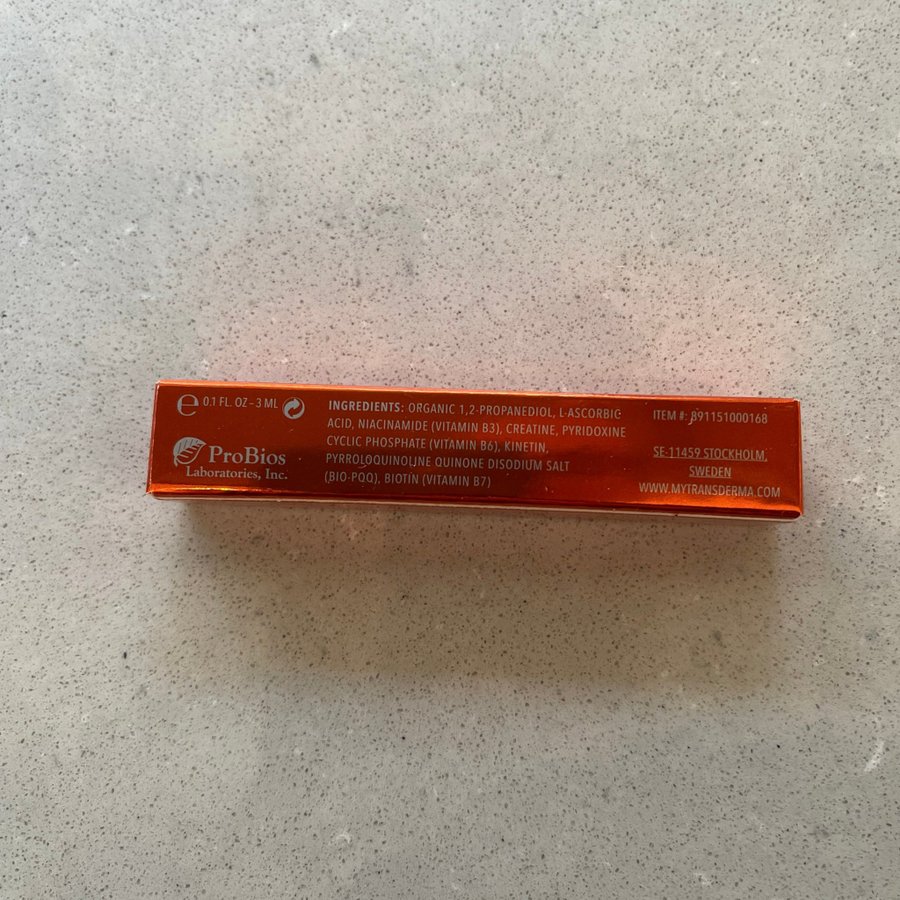 e 0.1 FL. OZ – 3 ML
ProBios
Laboratories, Inc.
INGREDIENTS: ORGANIC 1,2-PROPANEDIOL, L-ASCORBIC
ACID, NIACINAMIDE (VITAMIN B3), CREATINE, PYRIDOXINE
CYCLIC PHOSPHATE (VITAMIN B6), KINETIN,
PYRROLOQUINOLINE QUINONE DISODIUM SALT
(BIO-PQQ), BIOTIN (VITAMIN B7)
ITEM #: 891151000168
SE-11459 STOCKHOLM,
SWEDEN
WWW.MYTRANSDERMA.COM